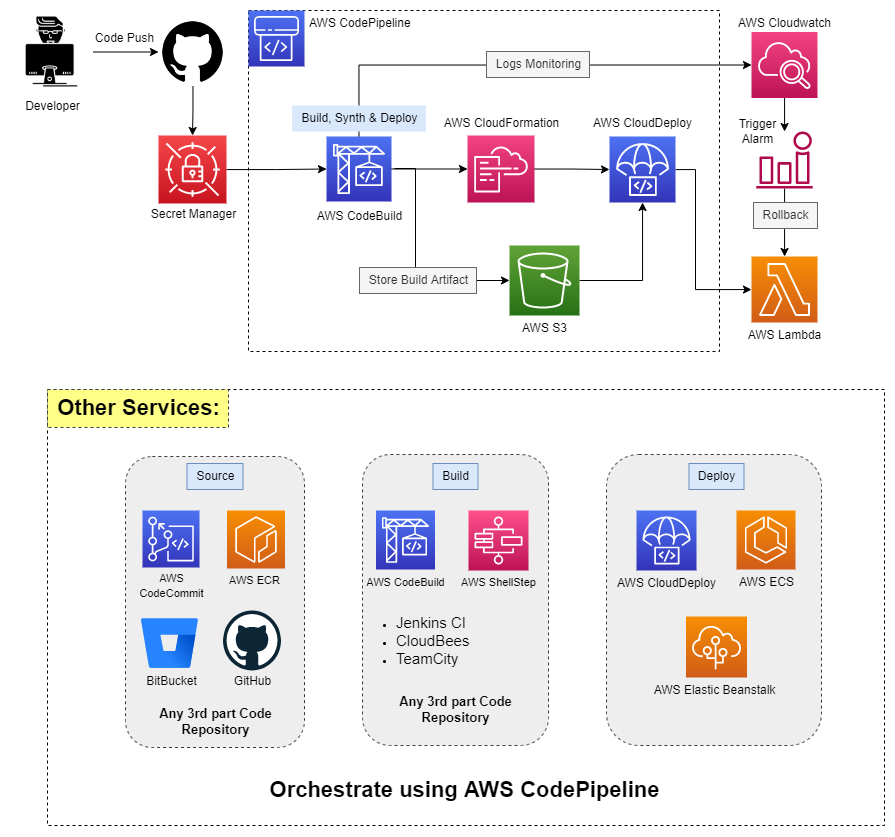 AWS CodePipeline
AWS Cloudwatch
Code Push
Logs Monitoring
Developer
Build, Synth & Deploy
AWS CloudFormation
AWS CloudDeploy
Trigger
Alarm
Secret Manager
AWS CodeBuild
Rollback
Store Build Artifact
AWS S3
AWS Lambda
Other Services:
Source
AWS
CodeCommit
AWS ECR
BitBucket
GitHub
Any 3rd part Code
Repository
Build
AWS CodeBuild
AWS ShellStep
• Jenkins CI
• CloudBees
• TeamCity
Any 3rd part Code
Repository
Deploy
AWS CloudDeploy
AWS ECS
AWS Elastic Beanstalk
Orchestrate using AWS CodePipeline